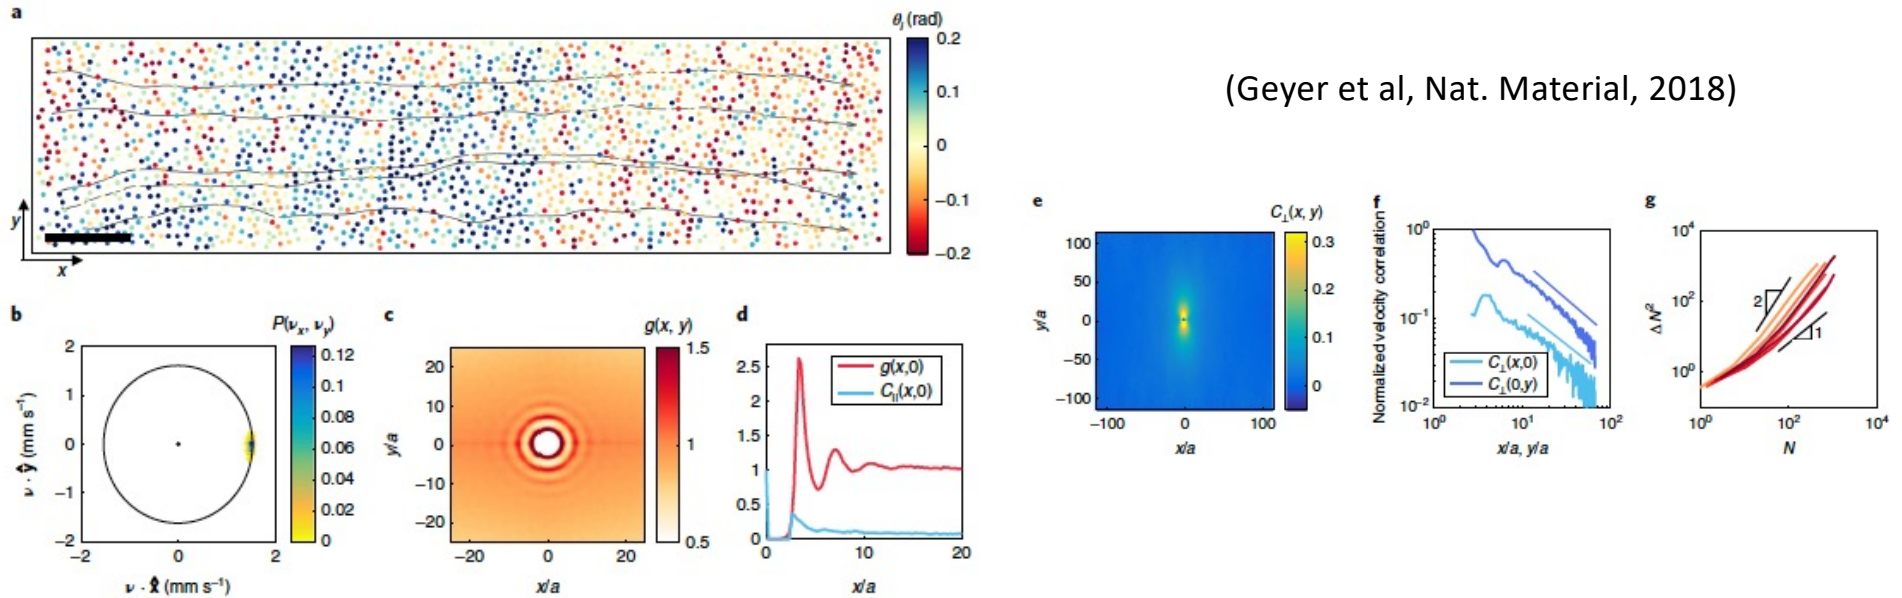 a
θj (rad)
0.2
0.1
0
−0.1
−0.2
y
x
(Geyer et al, Nat. Material, 2018)
b
P(νx, νy)
2
1
0
−1
−2
−2
0
2
ν · ŷ (mm s−1)
ν · x̂ (mm s−1)
0.12
0.1
0.08
0.06
0.04
0.02
0
c
g(x, y)
20
10
0
−10
−20
−20
0
20
y/a
x/a
1.5
1
0.5
d
2.5
2
1.5
1
0.5
0
0
10
20
g(x,0)
C||(x,0)
x/a
e
C⊥(x, y)
100
50
0
−50
−100
−100
0
100
y/a
x/a
0.3
0.2
0.1
0
f
Normalized velocity correlation
10^0
10^−1
10^−2
10^0
10^1
10^2
C⊥(x,0)
C⊥(0,y)
x/a, y/a
g
Δ N²
10^4
10^2
10^0
10^0
10^2
10^4
2
1
N